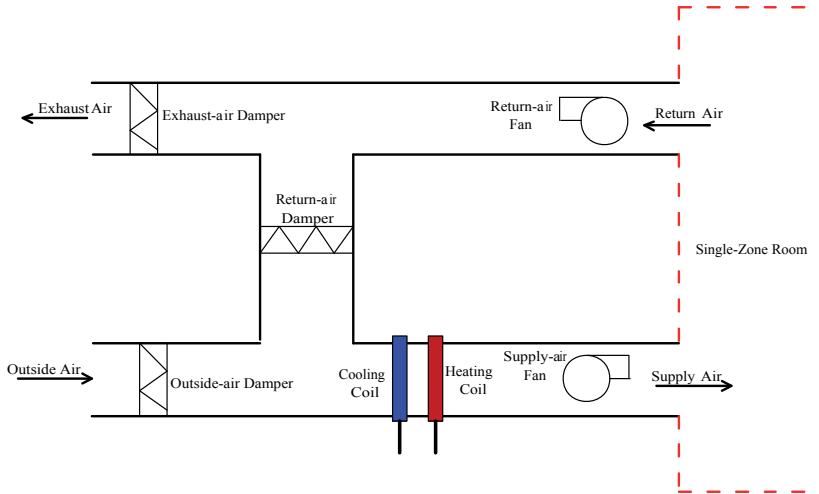 Exhaust Air
Exhaust-air Damper
Return-air
Fan
Return Air
Return-air
Damper
Single-Zone Room
Outside Air
Outside-air Damper
Cooling
Coil
Heating
Coil
Supply-air
Fan
Supply Air